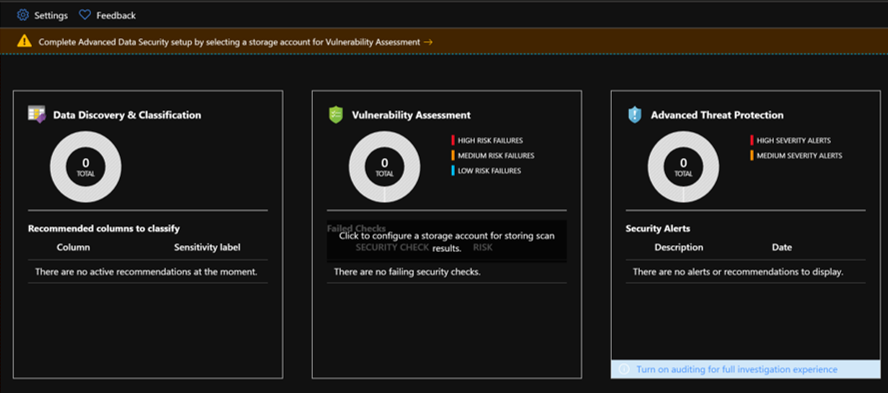 Settings
Feedback
Complete Advanced Data Security setup by selecting a storage account for Vulnerability Assessment →
Data Discovery & Classification
0
TOTAL
Recommended columns to classify
Column Sensitivity label
There are no active recommendations at the moment.
Vulnerability Assessment
0
TOTAL
HIGH RISK FAILURES
MEDIUM RISK FAILURES
LOW RISK FAILURES
Failed Checks
Click to configure a storage account for storing scan
results.
SECURITY CHECK RISK
There are no failing security checks.
Advanced Threat Protection
0
TOTAL
HIGH SEVERITY ALERTS
MEDIUM SEVERITY ALERTS
Security Alerts
Description Date
There are no alerts or recommendations to display.
Turn on auditing for full investigation experience